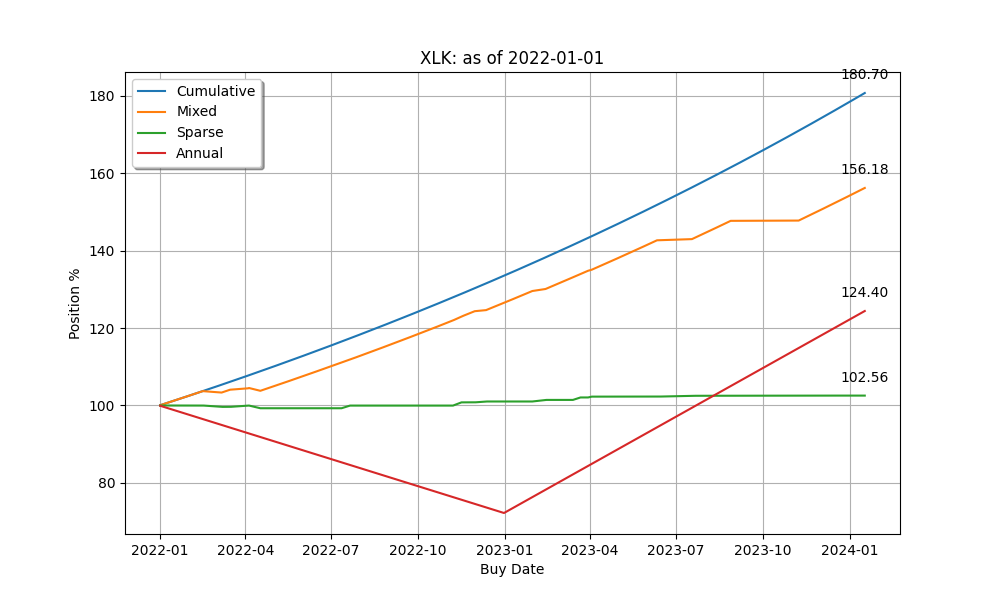 XLK: as of 2022-01-01
180.70
180
Cumulative
Mixed
Sparse
Annual
160
156.18
140
124.40
120
102.56
100
80
Position %
2022-01 2022-04 2022-07 2022-10 2023-01 2023-04 2023-07 2023-10 2024-01
Buy Date